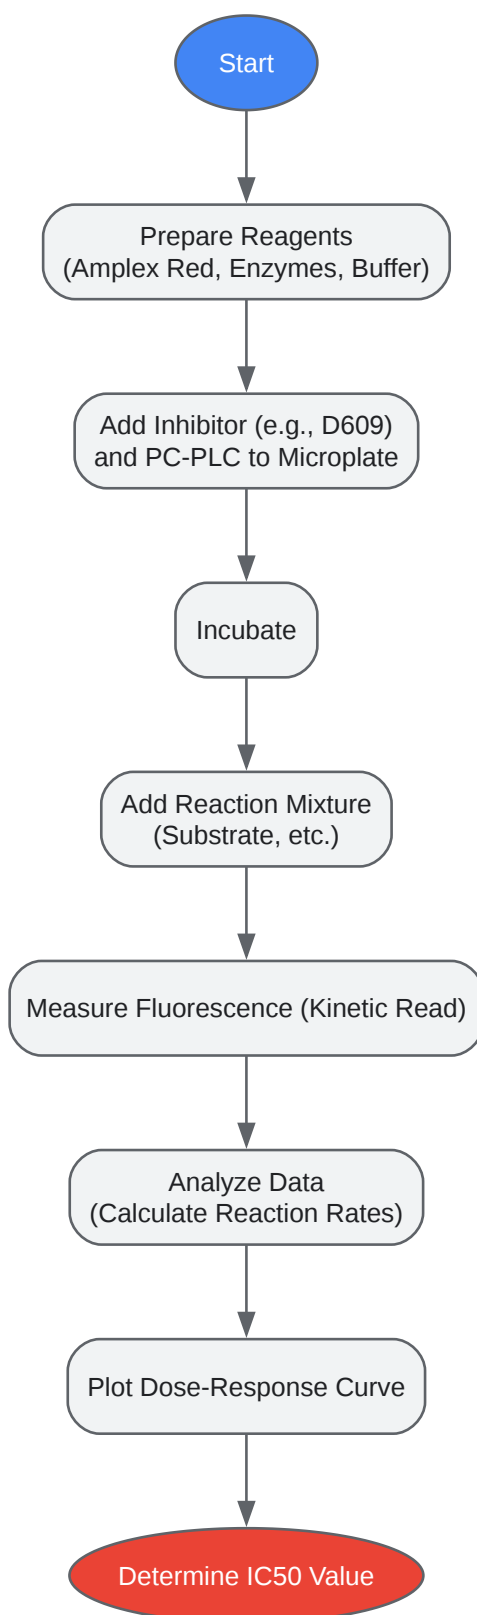 Start
Prepare Reagents
(Amplex Red, Enzymes, Buffer)
Add Inhibitor (e.g., D609)
and PC-PLC to Microplate
Incubate
Add Reaction Mixture
(Substrate, etc.)
Measure Fluorescence (Kinetic Read)
Analyze Data
(Calculate Reaction Rates)
Plot Dose-Response Curve
Determine IC50 Value